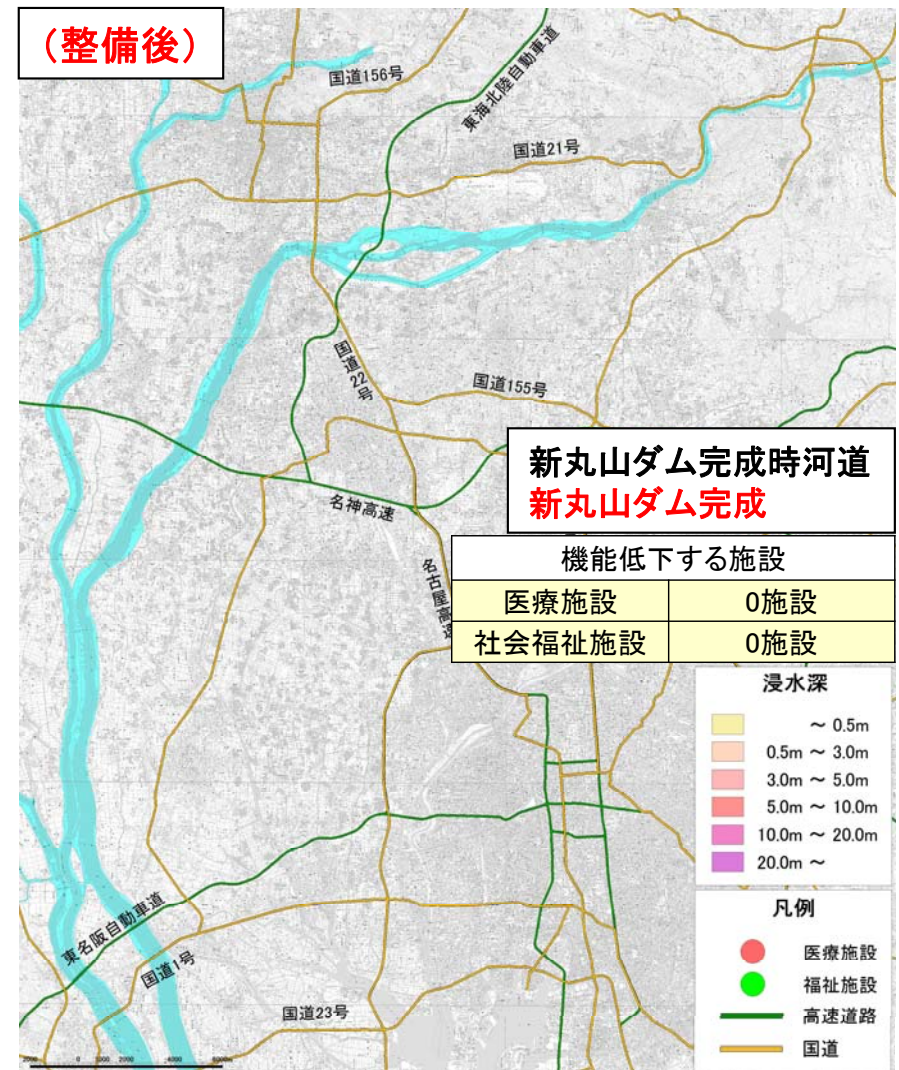 （整備後）
国道156号
東海北陸自動車道
国道21号
国道22号
国道155号
新丸山ダム完成時河道
新丸山ダム完成
名神高速
機能低下する施設
医療施設 0施設
社会福祉施設 0施設
名古屋高速
浸水深
～ 0.5m
0.5m ～ 3.0m
3.0m ～ 5.0m
5.0m ～ 10.0m
10.0m ～ 20.0m
20.0m ～
凡例
医療施設
福祉施設
高速道路
国道
東名阪自動車道
国道1号
国道23号